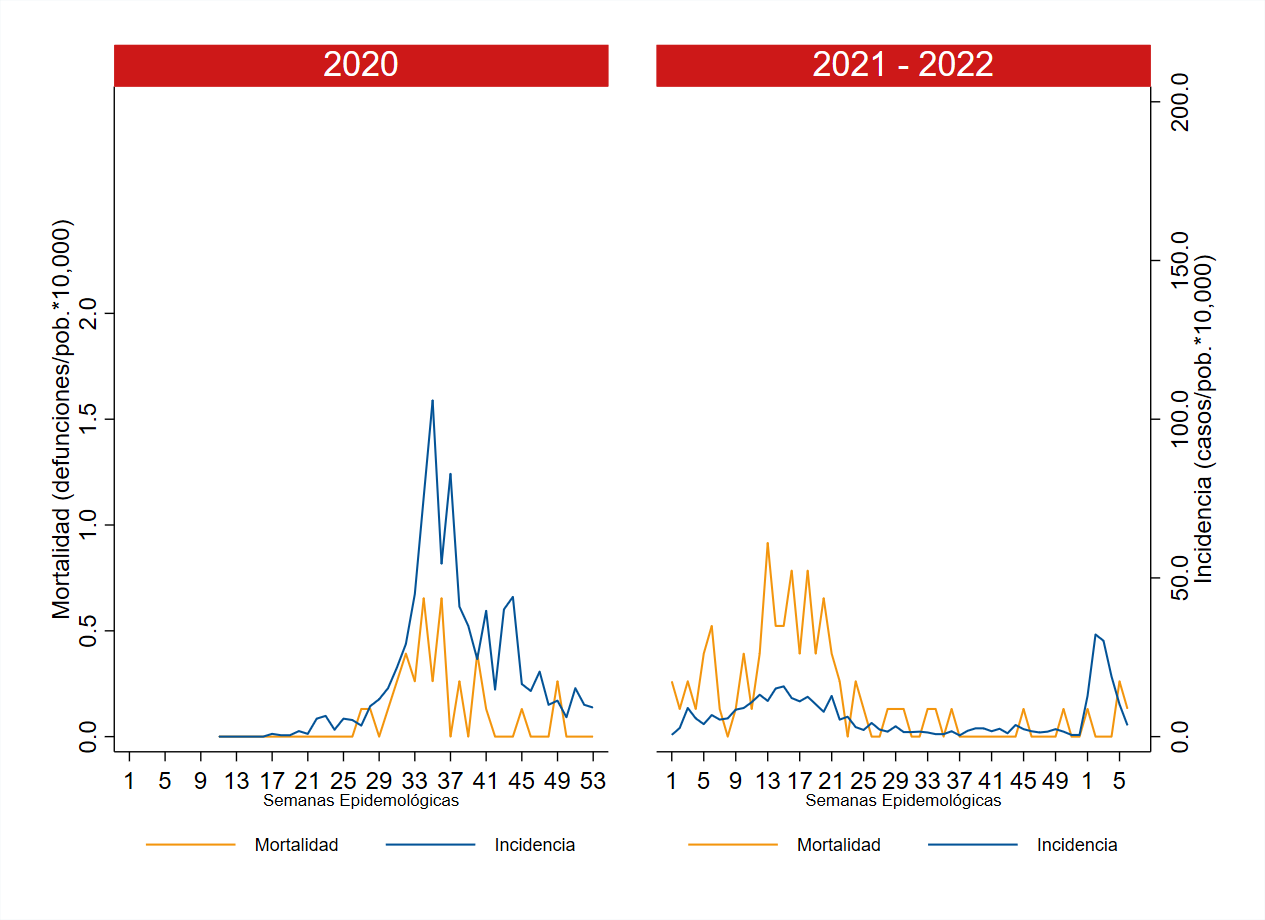 2020
2021 - 2022
Mortalidad (defunciones/pob.*10,000)
2.0
1.5
1.0
0.5
0.0
200.0
150.0
100.0
50.0
0.0
Incidencia (casos/pob.*10,000)
1 5 9 13 17 21 25 29 33 37 41 45 49 53
1 5 9 13 17 21 25 29 33 37 41 45 49 1 5
Semanas Epidemológicas
Semanas Epidemológicas
Mortalidad Incidencia
Mortalidad Incidencia